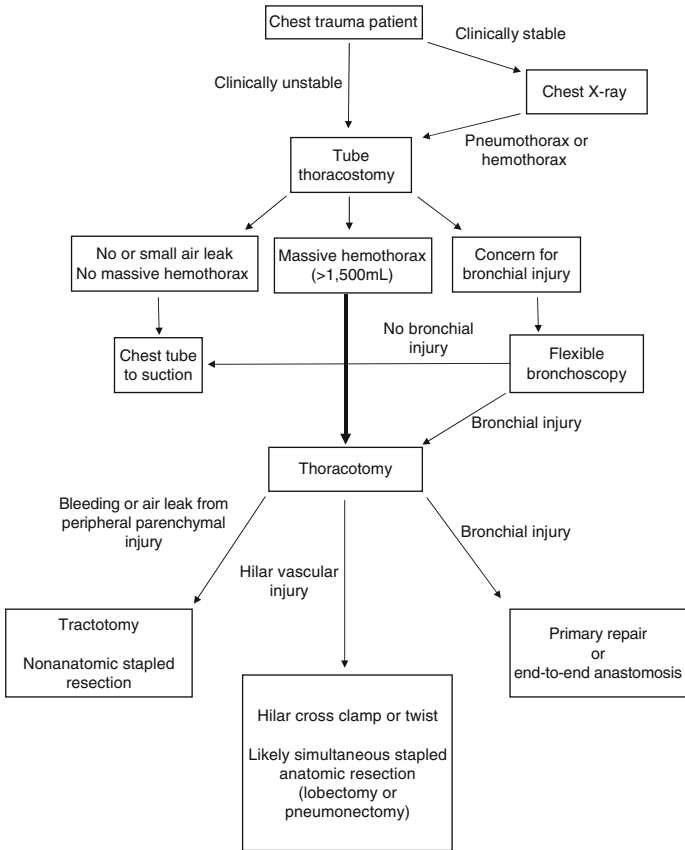 Chest trauma patient
Clinically stable
Clinically unstable
Chest X-ray
Pneumothorax or
hemothorax
Tube
thoracostomy
No or small air leak
No massive hemothorax
Massive hemothorax
(>1,500mL)
Concern for
bronchial injury
No bronchial
injury
Chest tube
to suction
Flexible
bronchoscopy
Bronchial injury
Thoracotomy
Bleeding or air leak from
peripheral parenchymal
injury
Hilar vascular
injury
Bronchial injury
Tractotomy
Nonanatomic stapled
resection
Primary repair
or
end-to-end anastomosis
Hilar cross clamp or twist
Likely simultaneous stapled
anatomic resection
(lobectomy or
pneumonectomy)